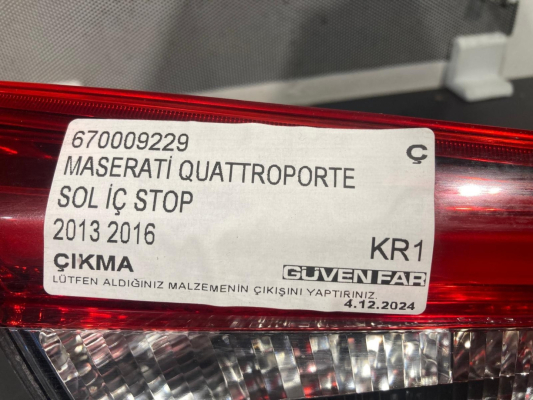 670009229 Ç
MASERATİ QUATTROPORTE
SOL İÇ STOP
2013 2016 KR1
ÇIKMA GÜVEN FAR
LÜTFEN ALDIĞINIZ MALZEMENİN ÇIKIŞINI YAPTIRINIZ.
4.12.2024